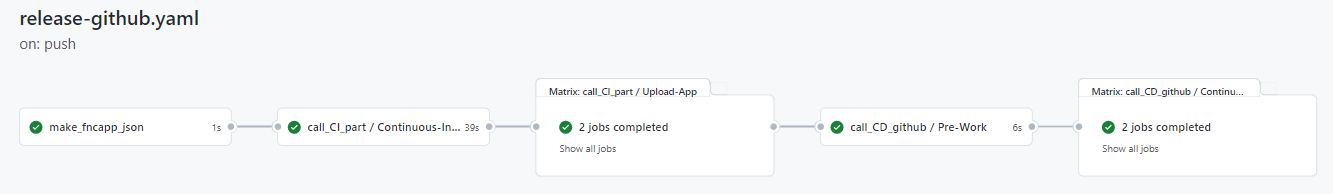 release-github.yaml
on: push
make_fncapp_json 1s
call_CI_part / Continuous-In... 39s
Matrix: call_CI_part / Upload-App
2 jobs completed
Show all jobs
call_CD_github / Pre-Work 6s
Matrix: call_CD_github / Continu...
2 jobs completed
Show all jobs